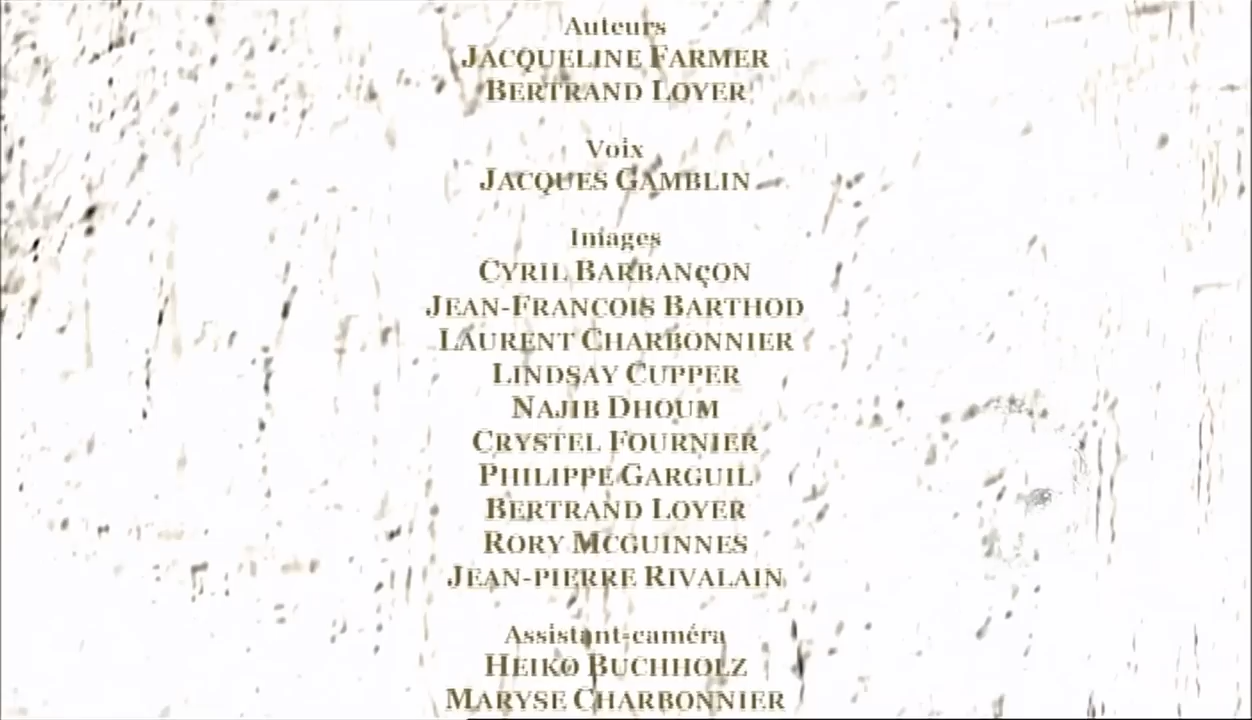 Auteurs
JACQUELINE FARMER
BERTRAND LOYER
Voix
JACQUES GAMBLIN
Images
CYRIL BARBANçON
JEAN-FRANCOIS BARTHOD
LAURENT CHARBONNIER
LINDSAY CUPPER
NAJIB DHOUM
CRYSTEL FOURNIER
PHILIPPE GARGUIL
BERTRAND LOYER
RORY MCGUINNES
JEAN-PIERRE RIVALAIN
Assistant-caméra
HEIKO BUCHHOLZ
MARYSE CHARBONNIER